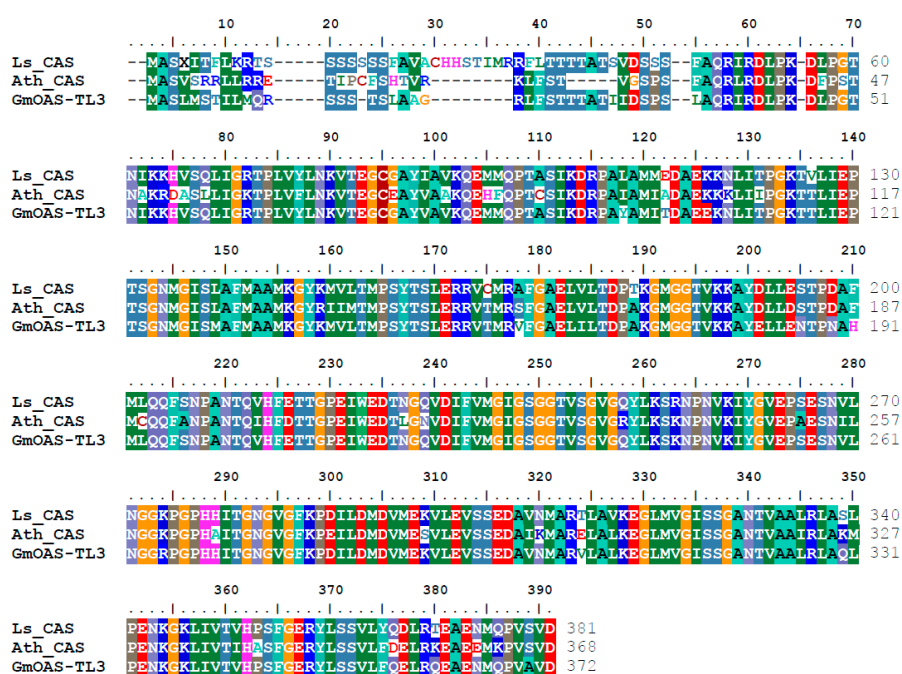 10 20 30 40 50 60 70
Ls_CAS --MASXITFLKRTS-----SSSSSSFAVACHHSTIMRRFLTTTTATSVDSSS--FAQRIRDLPK-DLPGT 60
Ath_CAS --MASVSRRLLRRE-----TIPCFSHTVR--------KLFST-----VGSPS--FAQRLRDLPK-DFPST 47
GmOAS-TL3 --MASLMSTILMQR-----SSS-TSLAAG--------RLFSTTTATIIDSPS--LAQRIRDLPK-DLPGT 51
80 90 100 110 120 130 140
Ls_CAS NIKKHVSQLIGRTPLVYLNKVTEGCGAYIAVKQEMMQPTASIKDRPALAMMEDAEKKNLITPGKTVLIEP 130
Ath_CAS NAKRDASLLIGKTPLVYLNKVTEGCEAYVAAKQEHFQPTCSIKDRPAIAMIADAEKKKLIIPGKTTLIEP 117
GmOAS-TL3 NIKKHVSQLIGRTPLVYLNKVTEGCGAYVAVKQEMMQPTASIKDRPAYAMITDAEEKNLITPGKTTLIEP 121
150 160 170 180 190 200 210
Ls_CAS TSGNMGISLAFMAAMKGYKMVLTMPSYTSLERRVCMRAFGAELVLTDPTKGMGGTVKKAYDLLESTPDAF 200
Ath_CAS TSGNMGISLAFMAAMKGYKIIMTMPSYTSLERRVTMRSFGAELVLTDPAKGMGGTVKKAYDLLDSTPDAF 187
GmOAS-TL3 TSGNMGISMAFMAAMKGYKMVLTMPSYTSLERRVTMRVFGAELILTDPAKGMGGTVKKAYELLENTPNAH 191
220 230 240 250 260 270 280
Ls_CAS MLQQFSNPANTQVHFETTGPEIWEDTNGQVDIFVMGIGSGGTVSGVGQYLKSKNPNVKIYGVEPSESNVL 270
Ath_CAS MCQQFANPANTQIHFDTTGPEIWEDTLGNVDIFVMGIGSGGTVSGVGRYLKSKNPNVKIYGVEPAESNIL 257
GmOAS-TL3 MLQQFSNPANTQVHFETTGPEIWEDTNGQVDIFVMGIGSGGTVSGVGQYLKSKNPNVKIYGVEPSESNVL 261
290 300 310 320 330 340 350
Ls_CAS NGGKPGPHHITGNGVGFKPDILDMDVMEKVLEVSSEDAVNMARTLAVKEGLMVGISSGANTVAALRLASL 340
Ath_CAS NGGKPGPHAITGNGVGFKPEILDMDVMESVLEVSSEDAIKMARELALKEGLMVGISSGANTVAAIRLAKM 327
GmOAS-TL3 NGGRPGPHHITGNGVGFKPDILDMDVMEKVLEVSSEDAVNMARVLALKEGLMVGISSGANTVAALRLAQL 331
360 370 380 390
Ls_CAS PENKGKLIVTVHPSFGERYLSSVLYQDLRTEAENMQPVSVD 381
Ath_CAS PENKGKLIVTIHASFGERYLSSVLFDELRKEAEEMKPVSVD 368
GmOAS-TL3 PENKGKLIVTVHPSFGERYLSSVLFQELRQEAENMQPVAVD 372